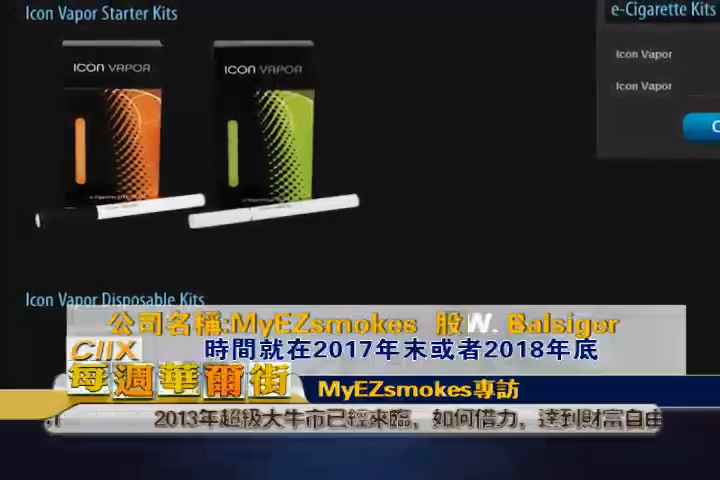 Icon Vapor Starter Kits
e-Cigarette Kits
Icon Vapor
Icon Vapor
ICON VAPOR
ICON VAPOR
Icon Vapor Disposable Kits
公司名稱:MyEZsmokes 股W. Balsiger
時間就在2017年末或者2018年底
CIIX
每週華爾街
MyEZsmokes專訪
2013年超級大牛市已經來臨，如何借力，達到財富自由